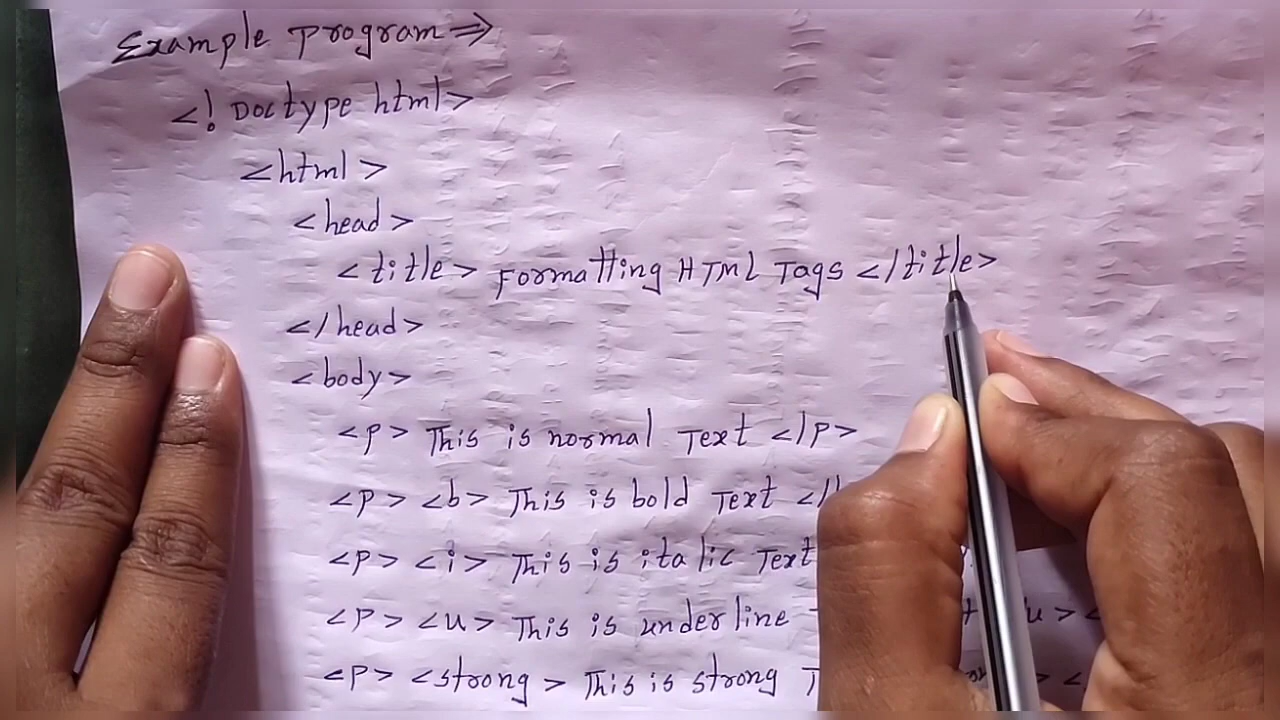 Example program⇒
<! Doctype html>
<html>
<head>
<title> Formatting HTML Tags </title>
</head>
<body>
<p> This is normal Text </p>
<p> <b> This is bold Text </
<p> <i> This is italic Text
<p> <u> This is underline u>
<p> <strong> This is strong